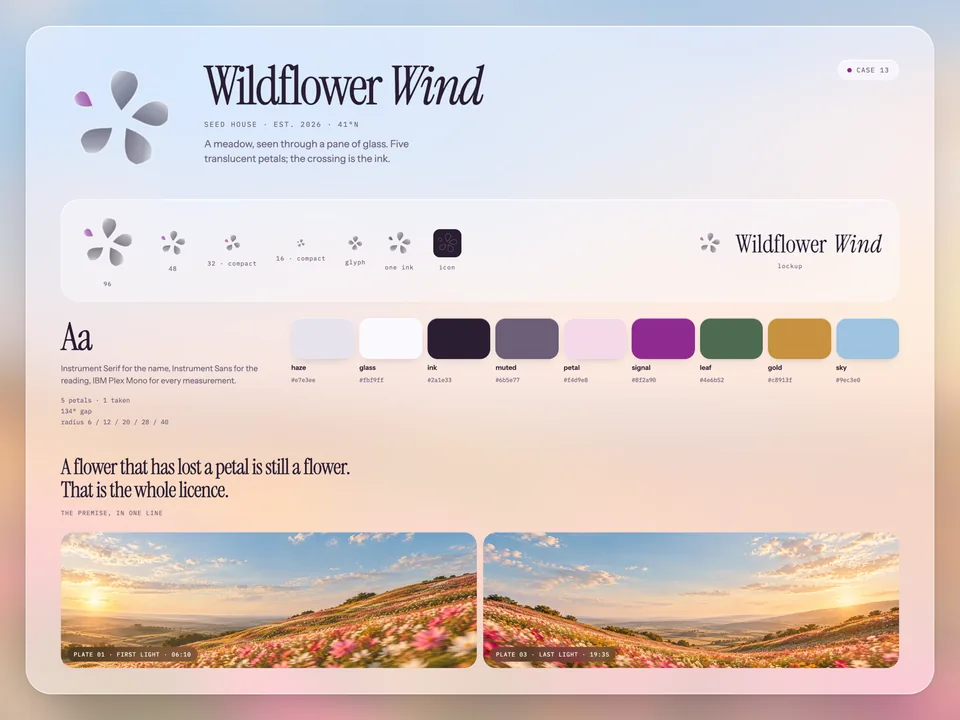 Wildflower Wind
CASE 13
SEED HOUSE · EST. 2026 · 41°N
A meadow, seen through a pane of glass. Five
translucent petals; the crossing is the ink.
96
48
32 · compact
16 · compact
glyph
one ink
icon
Wildflower Wind
lockup
Aa
Instrument Serif for the name, Instrument Sans for the
reading, IBM Plex Mono for every measurement.
5 petals · 1 taken
134° gap
radius 6 / 12 / 20 / 28 / 40
haze
#e7e3ee
glass
#fbf9ff
ink
#2a1e33
muted
#6b5e77
petal
#f4d9e8
signal
#8f2a90
leaf
#4e6b52
gold
#c8913f
sky
#9ec3e0
A flower that has lost a petal is still a flower.
That is the whole licence.
THE PREMISE, IN ONE LINE
PLATE 01 · FIRST LIGHT · 06:10
PLATE 03 · LAST LIGHT · 19:35